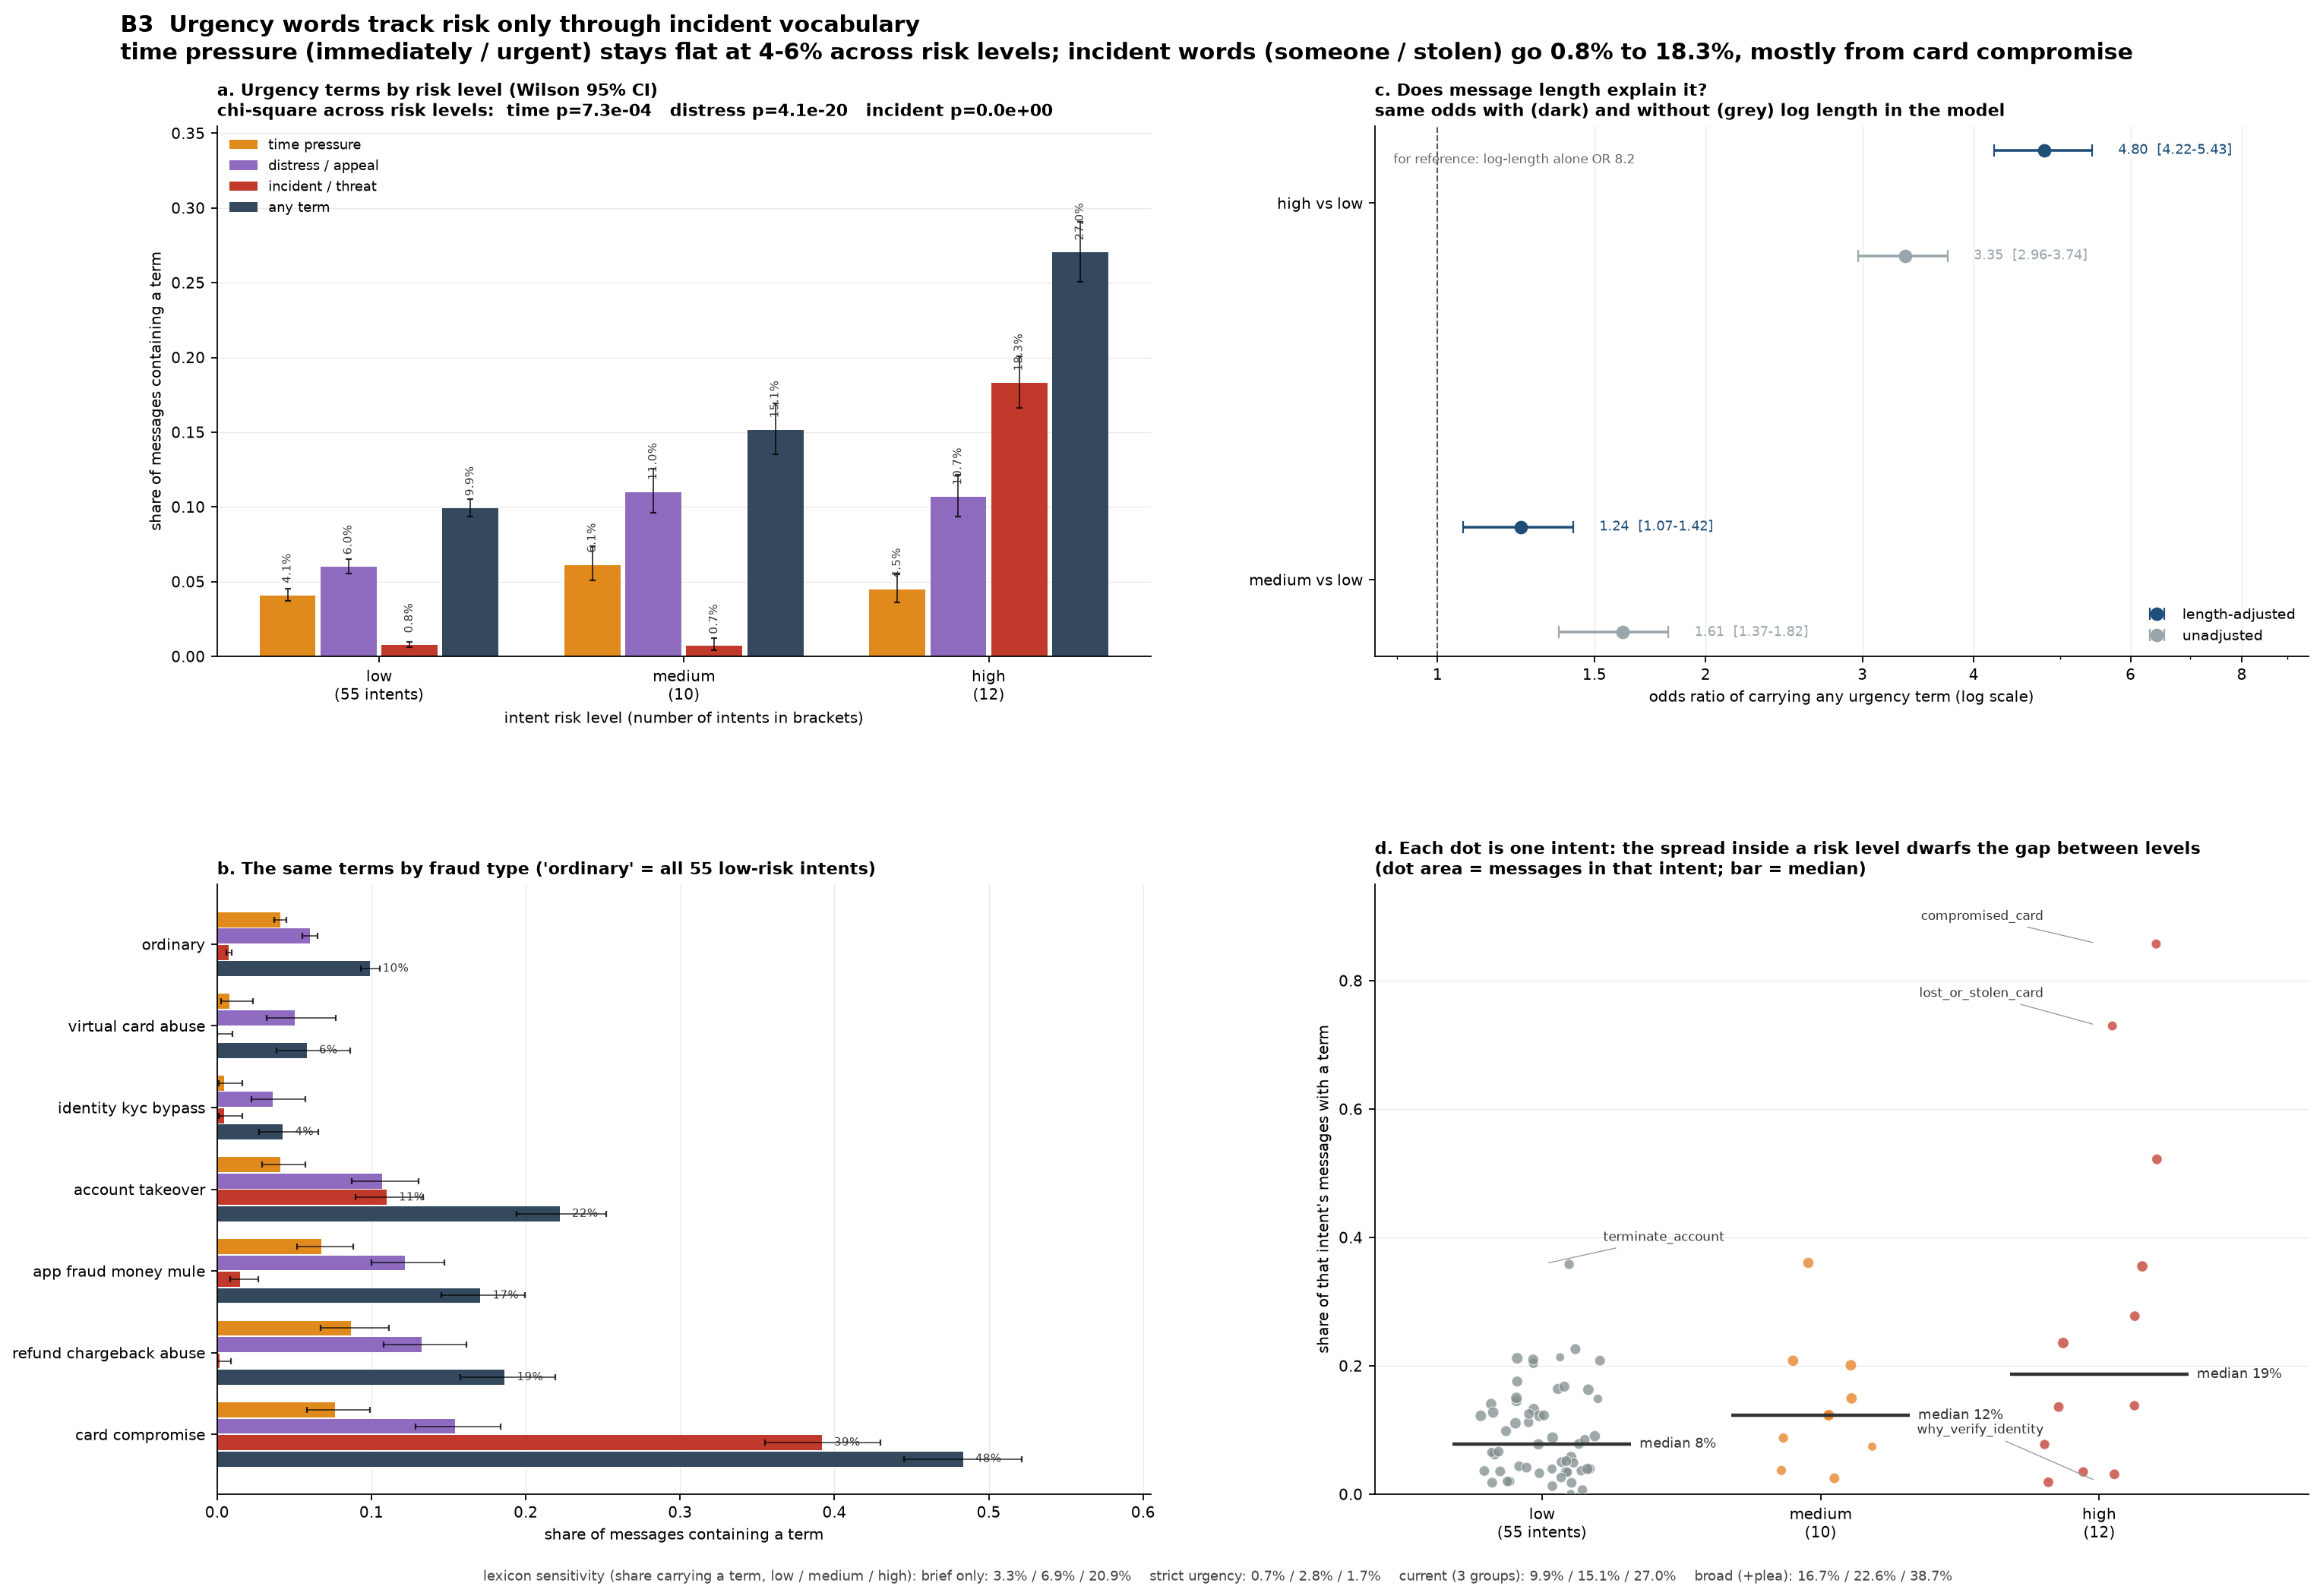 B3  Urgency words track risk only through incident vocabulary
time pressure (immediately / urgent) stays flat at 4-6% across risk levels; incident words (someone / stolen) go 0.8% to 18.3%, mostly from card compromise
a. Urgency terms by risk level (Wilson 95% CI)
chi-square across risk levels:  time p=7.3e-04   distress p=4.1e-20   incident p=0.0e+00
0.35
0.30
0.25
0.20
0.15
0.10
0.05
0.00
share of messages containing a term
time pressure
distress / appeal
incident / threat
any term
4.1%
6.0%
0.8%
9.9%
6.1%
11.0%
0.7%
15.1%
4.5%
10.7%
18.3%
27.0%
low
(55 intents)
medium
(10)
high
(12)
intent risk level (number of intents in brackets)
c. Does message length explain it?
same odds with (dark) and without (grey) log length in the model
for reference: log-length alone OR 8.2
high vs low
medium vs low
4.80  [4.22-5.43]
3.35  [2.96-3.74]
1.24  [1.07-1.42]
1.61  [1.37-1.82]
length-adjusted
unadjusted
1
1.5
2
3
4
6
8
odds ratio of carrying any urgency term (log scale)
b. The same terms by fraud type ('ordinary' = all 55 low-risk intents)
ordinary
virtual card abuse
identity kyc bypass
account takeover
app fraud money mule
refund chargeback abuse
card compromise
10%
6%
4%
11%
22%
17%
19%
39%
48%
0.0
0.1
0.2
0.3
0.4
0.5
0.6
share of messages containing a term
d. Each dot is one intent: the spread inside a risk level dwarfs the gap between levels
(dot area = messages in that intent; bar = median)
share of that intent's messages with a term
0.8
0.6
0.4
0.2
0.0
compromised_card
lost_or_stolen_card
terminate_account
median 19%
median 12%
why_verify_identity
median 8%
low
(55 intents)
medium
(10)
high
(12)
lexicon sensitivity (share carrying a term, low / medium / high): brief only: 3.3% / 6.9% / 20.9%    strict urgency: 0.7% / 2.8% / 1.7%    current (3 groups): 9.9% / 15.1% / 27.0%    broad (+plea): 16.7% / 22.6% / 38.7%